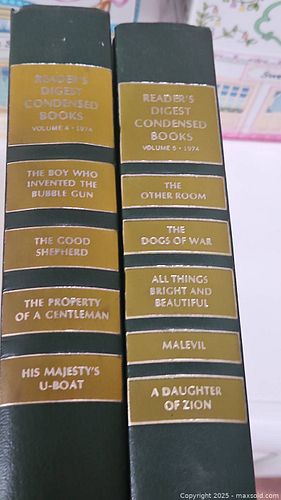 READER'S
DIGEST
CONDENSED
BOOKS
VOLUME 4 • 1974
THE BOY WHO
INVENTED THE
BUBBLE GUN
THE GOOD
SHEPHERD
THE PROPERTY
OF A GENTLEMAN
HIS MAJESTY'S
U-BOAT
READER'S
DIGEST
CONDENSED
BOOKS
VOLUME 5 • 1974
THE
OTHER ROOM
THE
DOGS OF WAR
ALL THINGS
BRIGHT AND
BEAUTIFUL
MALEVIL
A DAUGHTER
OF ZION
Copyright © 2025 - maxsold.com